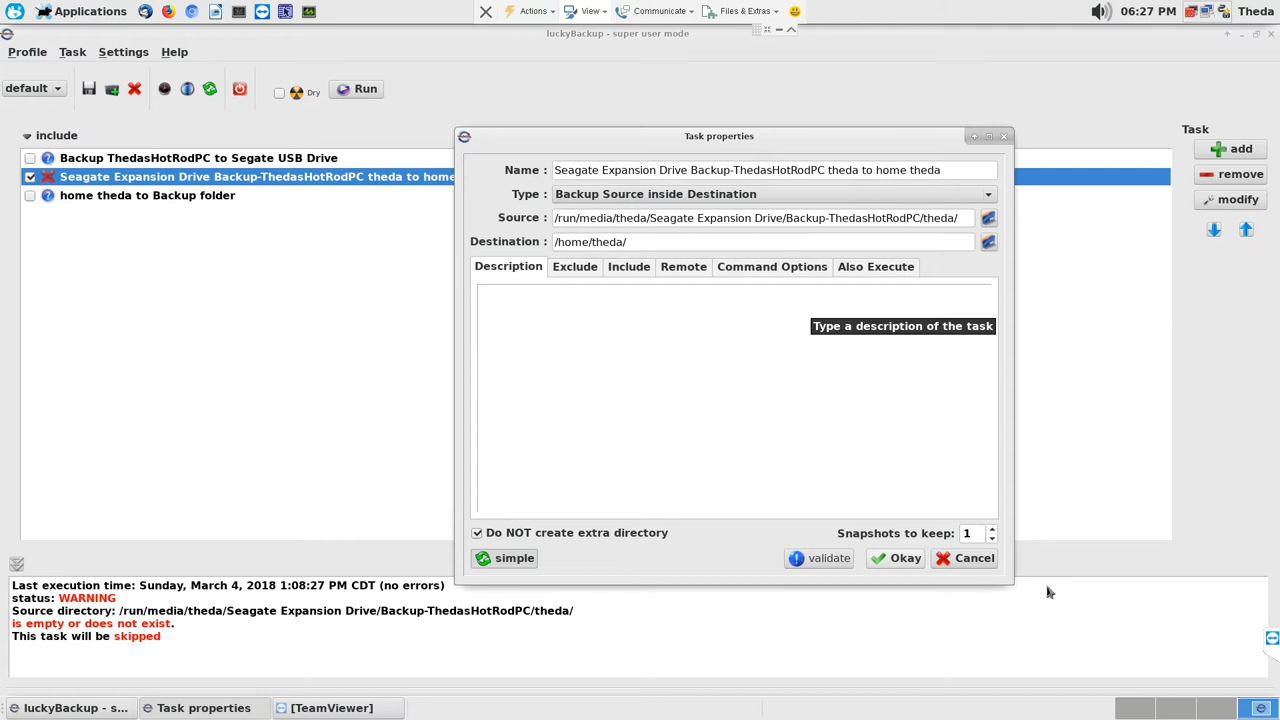 Applications
Actions
View
Communicate
Files & Extras
06:27 PM
Theda
luckyBackup - super user mode
Profile
Task
Settings
Help
default
Dry
Run
include
Task
Backup ThedasHotRodPC to Segate USB Drive
Seagate Expansion Drive Backup-ThedasHotRodPC theda to home
home theda to Backup folder
add
remove
modify
Task properties
Name :
Seagate Expansion Drive Backup-ThedasHotRodPC theda to home theda
Type :
Backup Source inside Destination
Source :
/run/media/theda/Seagate Expansion Drive/Backup-ThedasHotRodPC/theda/
Destination :
/home/theda/
Description
Exclude
Include
Remote
Command Options
Also Execute
Type a description of the task
Do NOT create extra directory
Snapshots to keep:
1
simple
validate
Okay
Cancel
Last execution time: Sunday, March 4, 2018 1:08:27 PM CDT (no errors)
status: WARNING
Source directory: /run/media/theda/Seagate Expansion Drive/Backup-ThedasHotRodPC/theda/
is empty or does not exist.
This task will be skipped
luckyBackup - s...
Task properties
[TeamViewer]